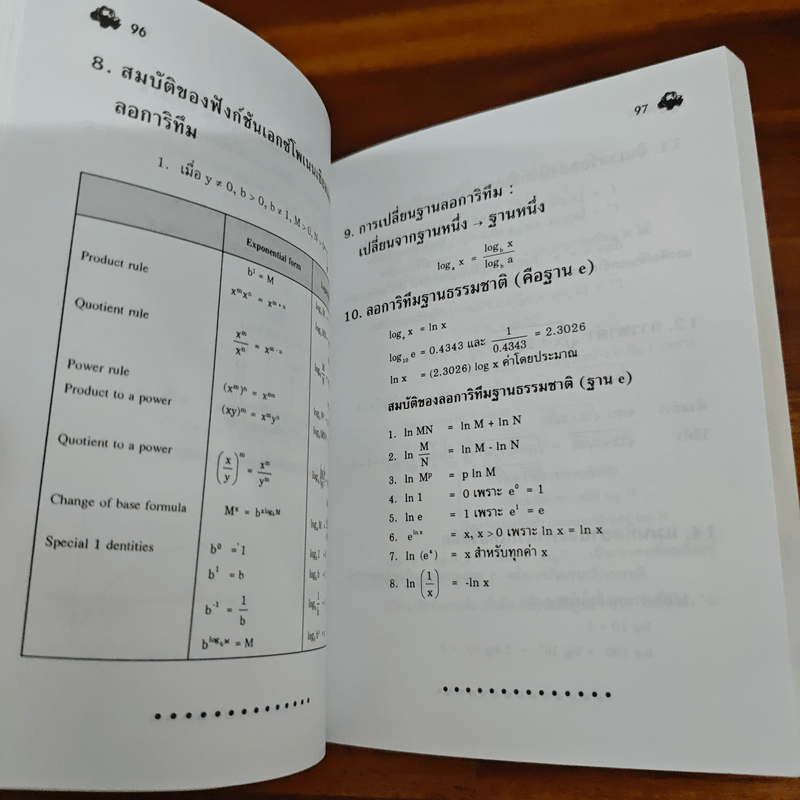 96
8. สมบัติของฟังก์ชันเอกซ์โพเนนเชียล
ลอการิทึม
1. เมื่อ y ≠ 0, b > 0, b ≠ 1, M > 0, N >
Exponential form
Product rule
b¹ = M
xᵐxⁿ = xᵐ⁺ⁿ
Quotient rule
xᵐ/xⁿ = xᵐ⁻ⁿ
Power rule
(xᵐ)ⁿ = xᵐⁿ
Product to a power
(xy)ᵐ = xᵐyⁿ
Quotient to a power
(x/y)ᵐ = xᵐ/yᵐ
Change of base formula
Mˣ = b^(xlog_b M)
Special 1 dentities
b⁰ = 1
b¹ = b
b⁻¹ = 1/b
b^(log_b M) = M
97
9. การเปลี่ยนฐานลอการิทึม :
เปลี่ยนจากฐานหนึ่ง → ฐานหนึ่ง
logₐ x = log_b x / log_b a
10. ลอการิทึมฐานธรรมชาติ (คือฐาน e)
logₑ x = ln x
log₁₀ e = 0.4343 และ 1/0.4343 = 2.3026
ln x = (2.3026) log x ค่าโดยประมาณ
สมบัติของลอการิทึมฐานธรรมชาติ (ฐาน e)
1. ln MN = ln M + ln N
2. ln M/N = ln M - ln N
3. ln Mᵖ = p ln M
4. ln 1 = 0 เพราะ e⁰ = 1
5. ln e = 1 เพราะ e¹ = e
6. e^(ln x) = x, x > 0 เพราะ ln x = ln x
7. ln (eˣ) = x สำหรับทุกค่า x
8. ln (1/x) = -ln x